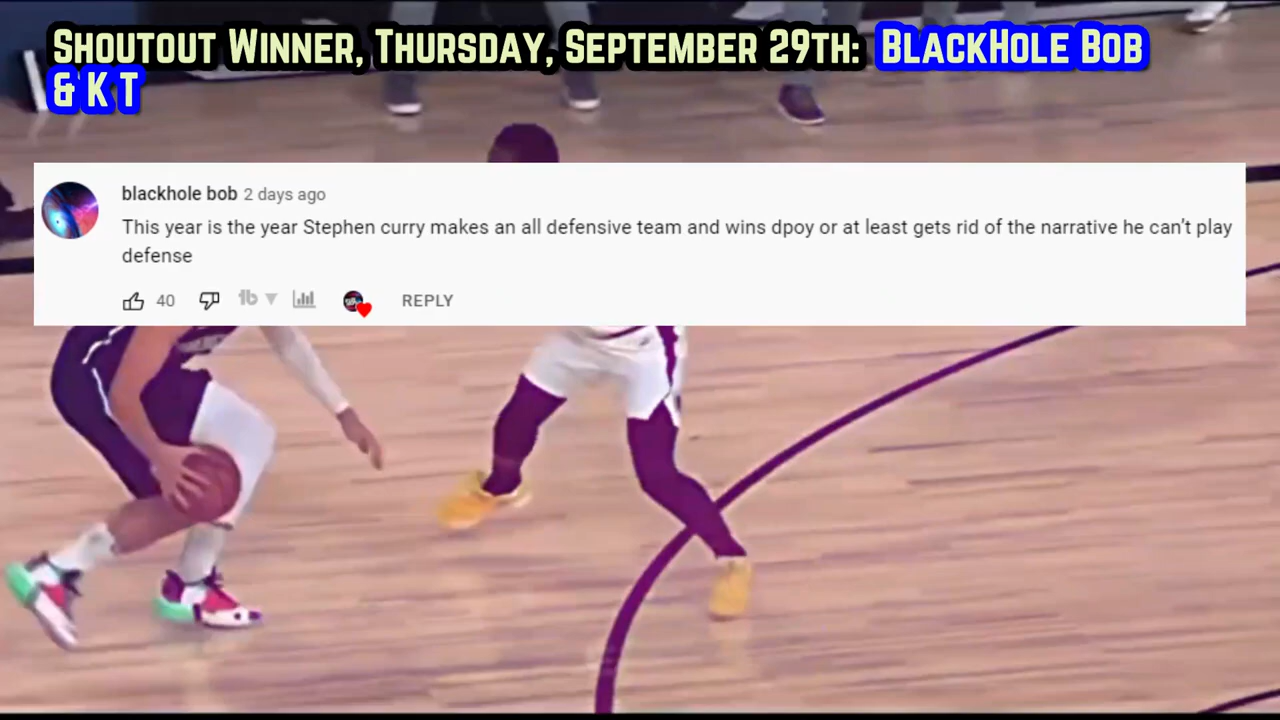 Shoutout Winner, Thursday, September 29th: BlackHole Bob
& K T
blackhole bob 2 days ago
This year is the year Stephen curry makes an all defensive team and wins dpoy or at least gets rid of the narrative he can't play
defense
40 REPLY